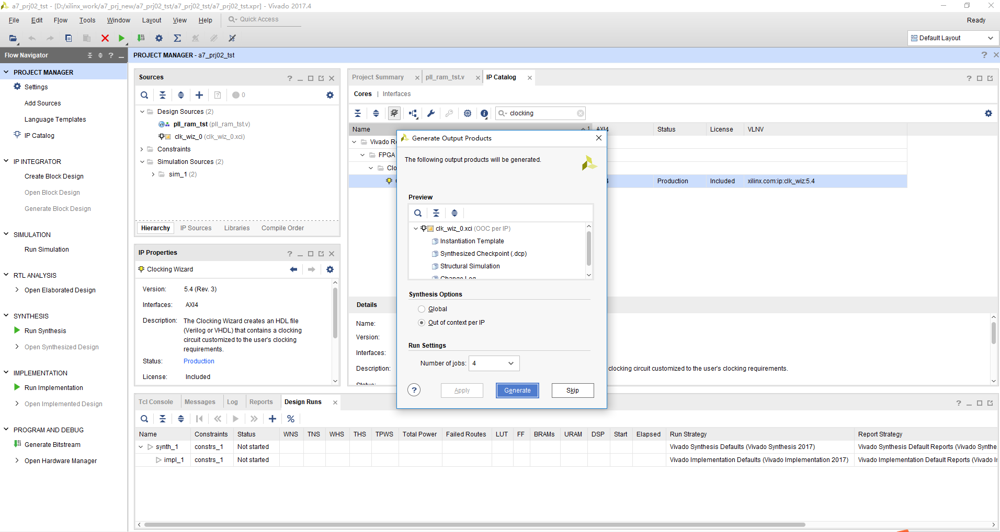 a7_prj02_tst - [D:/xilinx_work/a7_prj_new/a7_prj02_tst/a7_prj02_tst/a7_prj02_tst.xpr] - Vivado 2017.4
File Edit Flow Tools Window Layout View Help Quick Access Ready
Default Layout
Flow Navigator
PROJECT MANAGER
Settings
Add Sources
Language Templates
IP Catalog
IP INTEGRATOR
Create Block Design
Open Block Design
Generate Block Design
SIMULATION
Run Simulation
RTL ANALYSIS
Open Elaborated Design
SYNTHESIS
Run Synthesis
Open Synthesized Design
IMPLEMENTATION
Run Implementation
Open Implemented Design
PROGRAM AND DEBUG
Generate Bitstream
Open Hardware Manager
PROJECT MANAGER - a7_prj02_tst
Sources
0
Design Sources (2)
pll_ram_tst (pll_ram_tst.v)
clk_wiz_0 (clk_wiz_0.xci)
Constraints
Simulation Sources (2)
sim_1 (2)
Hierarchy IP Sources Libraries Compile Order
IP Properties
Clocking Wizard
Version: 5.4 (Rev. 3)
Interfaces: AXI4
Description: The Clocking Wizard creates an HDL file
(Verilog or VHDL) that contains a clocking
circuit customized to the user's clocking
requirements.
Status: Production
License: Included
Project Summary pll_ram_tst.v IP Catalog
Cores | Interfaces
clocking
Name 1 AXI4 Status License VLNV
Vivado R
FPGA
Clo
4 Production Included xilinx.com:ip:clk_wiz:5.4
Details
Name:
Version:
Interfaces:
Description: clocking circuit customized to the user's clocking requirements.
Status:
Generate Output Products
The following output products will be generated.
Preview
clk_wiz_0.xci (OOC per IP)
Instantiation Template
Synthesized Checkpoint (.dcp)
Structural Simulation
Change Log
Synthesis Options
Global
Out of context per IP
Run Settings
Number of jobs: 4
? Apply Generate Skip
Tcl Console Messages Log Reports Design Runs
Name Constraints Status WNS TNS WHS THS TPWS Total Power Failed Routes LUT FF BRAMs URAM DSP Start Elapsed Run Strategy Report Strategy
synth_1 constrs_1 Not started Vivado Synthesis Defaults (Vivado Synthesis 2017) Vivado Synthesis Default Reports (Vivado Synthe
impl_1 constrs_1 Not started Vivado Implementation Defaults (Vivado Implementation 2017) Vivado Implementation Default Reports (Vivado I